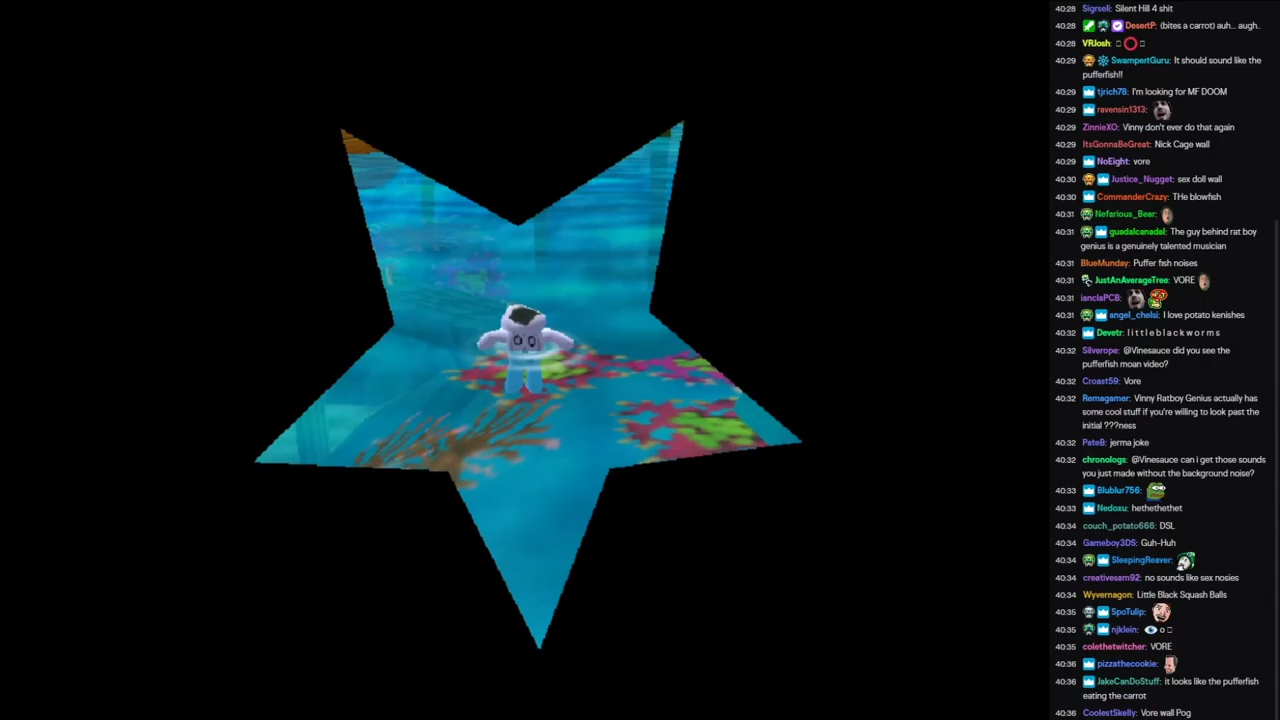 40:28 Sigrsell: Silent Hill 4 shit
40:28 DesertP: (bites a carrot) auh... augh..
40:28 VRJosh:
40:29 SwampertGuru: It should sound like the
pufferfish!!
40:29 tjrich78: I'm looking for MF DOOM
40:29 ravensin1313:
40:29 ZinnieXO: Vinny don't ever do that again
40:29 ItsGonnaBeGreat: Nick Cage wall
40:29 NoEight: vore
40:30 Justice_Nugget: sex doll wall
40:30 CommanderCrazy: THe blowfish
40:31 Nefarious_Bear:
40:31 guadalcanadal: The guy behind rat boy
genius is a genuinely talented musician
40:31 BlueMunday: Puffer fish noises
40:31 JustAnAverageTree: VORE
40:31 ianclaPCB:
40:31 angel_chelsi: I love potato kenishes
40:32 Devetr: l i t t l e b l a c k w o r m s
40:32 Silverope: @Vinesauce did you see the
pufferfish moan video?
40:32 Croast59: Vore
40:32 Remagamer: Vinny Ratboy Genius actually has
some cool stuff if you're willing to look past the
initial ???ness
40:32 PateB: jerma joke
40:32 chronologs: @Vinesauce can i get those sounds
you just made without the background noise?
40:33 Blublur756:
40:33 Nedoxu: hethethethet
40:34 couch_potato666: DSL
40:34 Gameboy3DS: Guh-Huh
40:34 SleepingReaver:
40:34 creativesam92: no sounds like sex nosies
40:34 Wyvernagon: Little Black Squash Balls
40:35 SpoTulip:
40:35 njklein: o
40:35 colethetwitcher: VORE
40:36 pizzathecookie:
40:36 JakeCanDoStuff: it looks like the pufferfish
eating the carrot
40:36 CoolestSkelly: Vore wall Pog